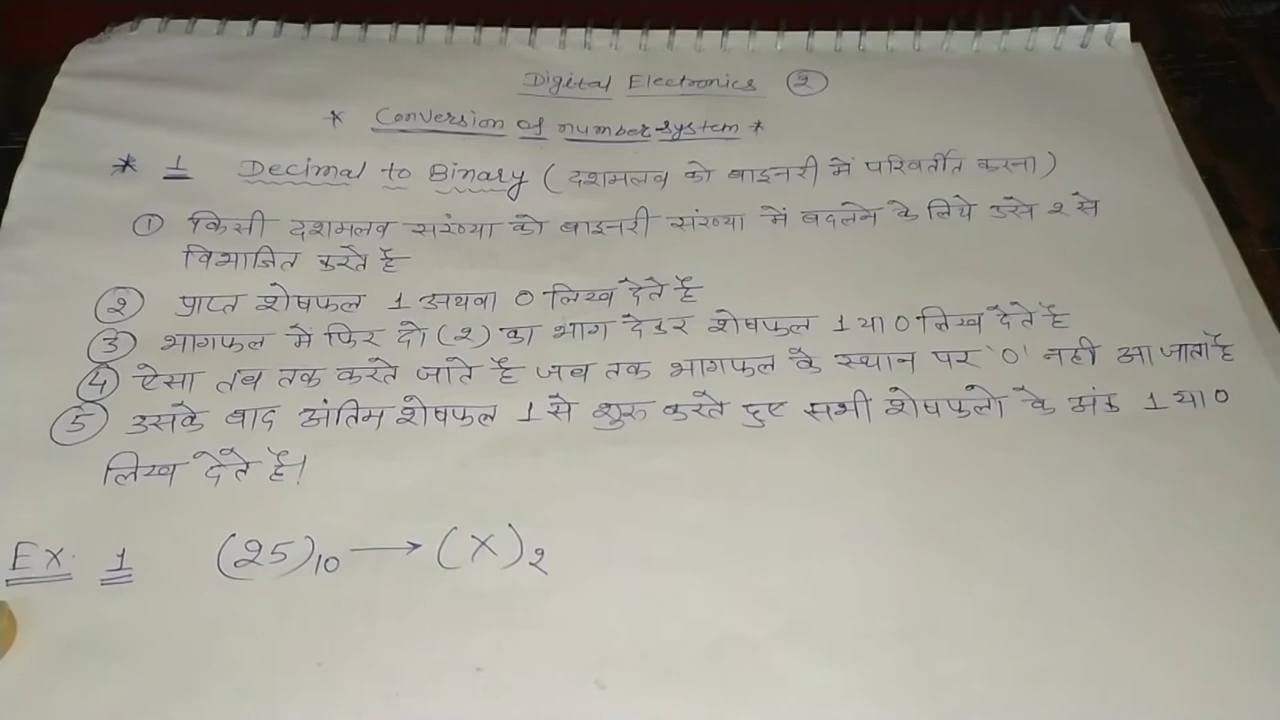 Digital Electronics (2)
* Conversion of number system *
* 1 Decimal to Binary (दशमलव को बाइनरी में परिवर्तीत करना)
① किसी दशमलव संख्या को बाइनरी संख्या में बदलने के लिये उसे 2 से
विभाजित करते है
② प्राप्त शेषफल 1 अथवा 0 लिख देते है
③ भागफल में फिर दो (2) का भाग देकर शेषफल 1 या 0 लिख देते है
④ ऐसा तब तक करते जाते है जब तक भागफल के स्थान पर '0' नही आ जाता है
⑤ उसके बाद अंतिम शेषफल 1 से शुरु करते हुए सभी शेषफलो के अंक 1 या 0
लिख देते है।
Ex. 1 (25)₁₀ → (X)₂